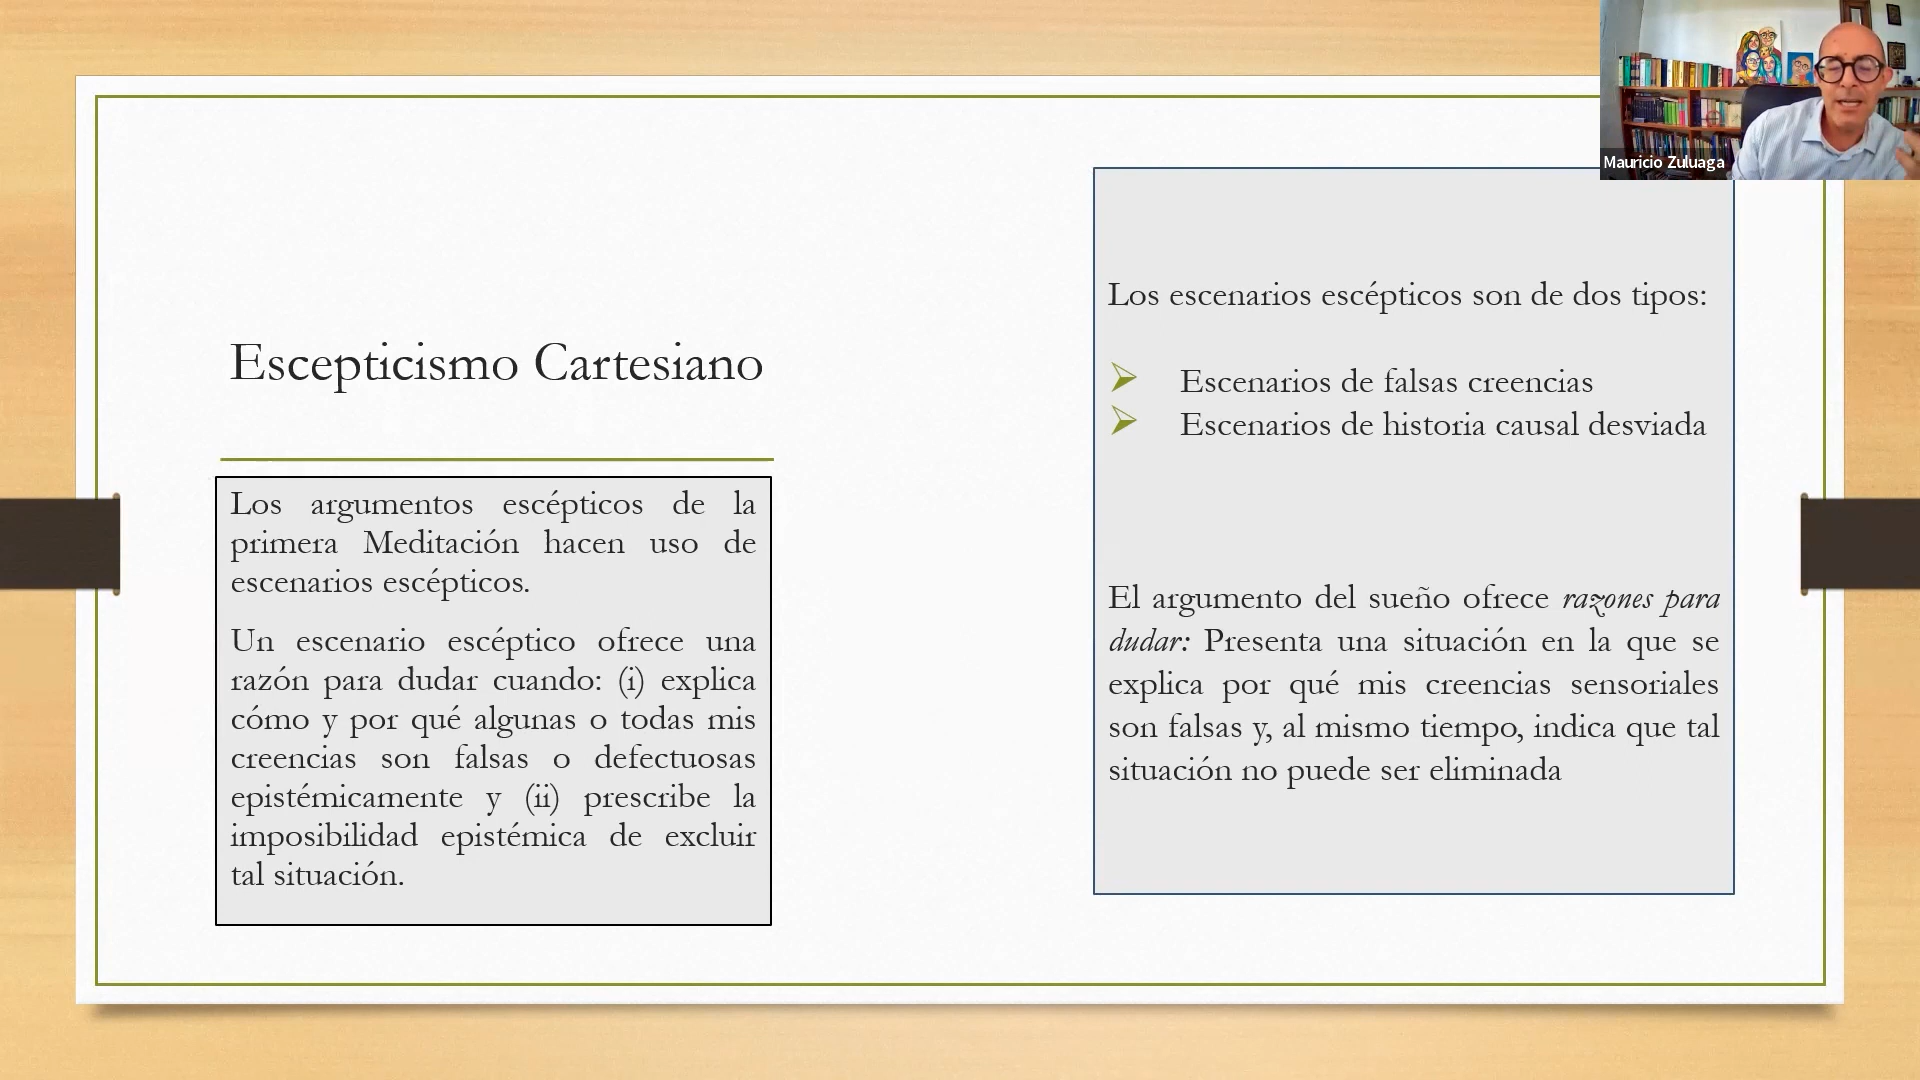 Mauricio Zuluaga
Escepticismo Cartesiano
Los argumentos escépticos de la
primera Meditación hacen uso de
escenarios escépticos.
Un escenario escéptico ofrece una
razón para dudar cuando: (i) explica
cómo y por qué algunas o todas mis
creencias son falsas o defectuosas
epistémicamente y (ii) prescribe la
imposibilidad epistémica de excluir
tal situación.
Los escenarios escépticos son de dos tipos:
Escenarios de falsas creencias
Escenarios de historia causal desviada
El argumento del sueño ofrece razones para
dudar: Presenta una situación en la que se
explica por qué mis creencias sensoriales
son falsas y, al mismo tiempo, indica que tal
situación no puede ser eliminada